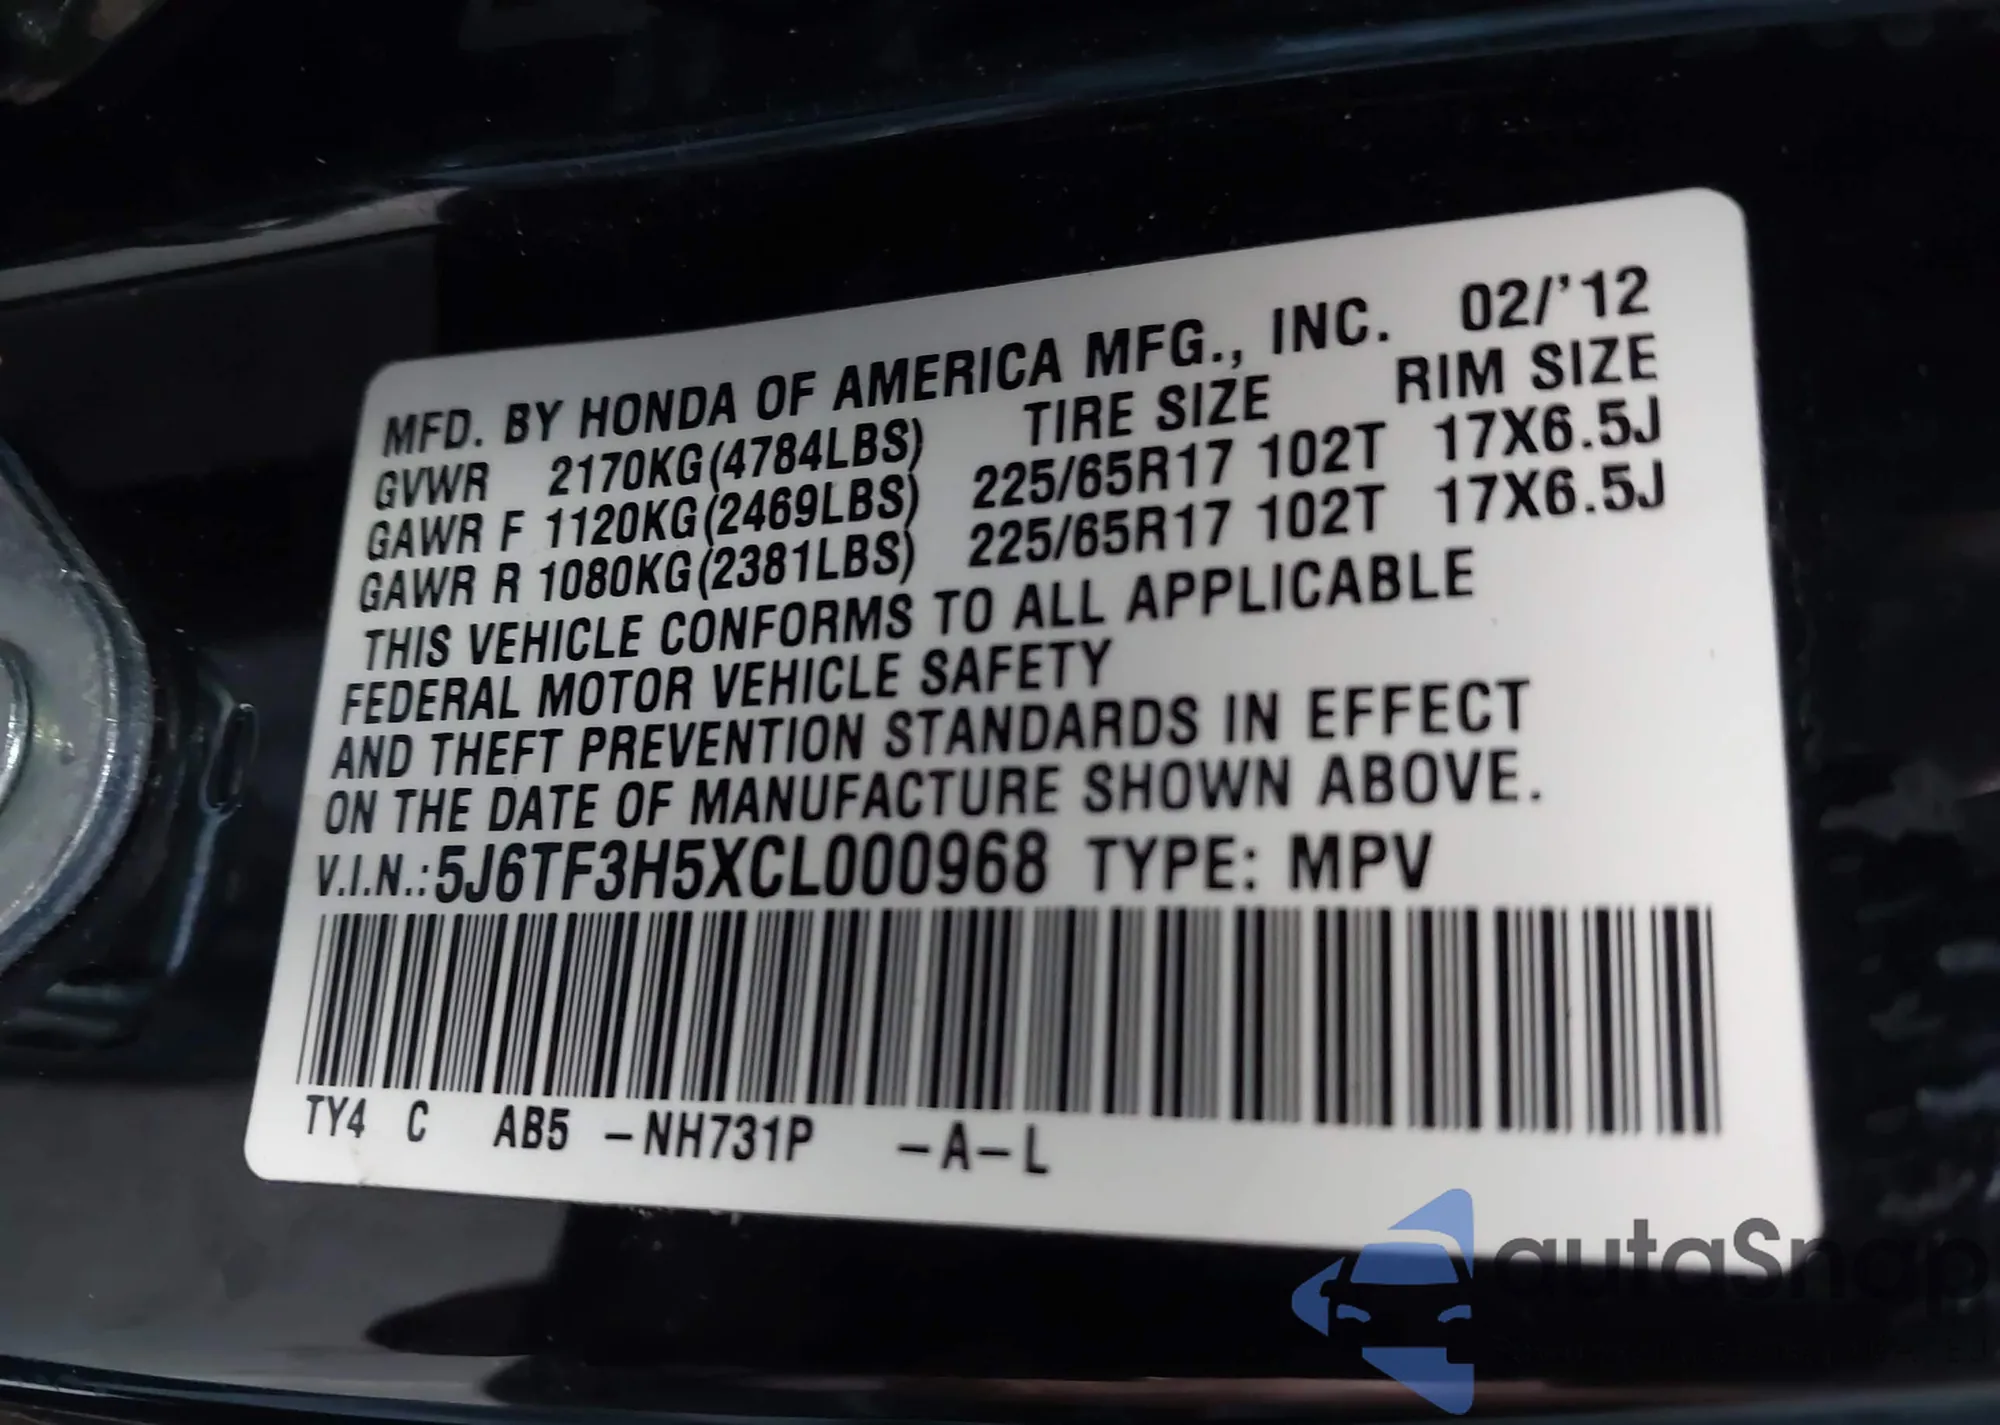 MFD. BY HONDA OF AMERICA MFG., INC. 02/'12
GVWR 2170KG(4784LBS) TIRE SIZE RIM SIZE
GAWR F 1120KG(2469LBS) 225/65R17 102T 17X6.5J
GAWR R 1080KG(2381LBS) 225/65R17 102T 17X6.5J
THIS VEHICLE CONFORMS TO ALL APPLICABLE
FEDERAL MOTOR VEHICLE SAFETY
AND THEFT PREVENTION STANDARDS IN EFFECT
ON THE DATE OF MANUFACTURE SHOWN ABOVE.
V.I.N.:5J6TF3H5XCL000968 TYPE: MPV
TY4 C AB5 -NH731P -A-L
autaSnap